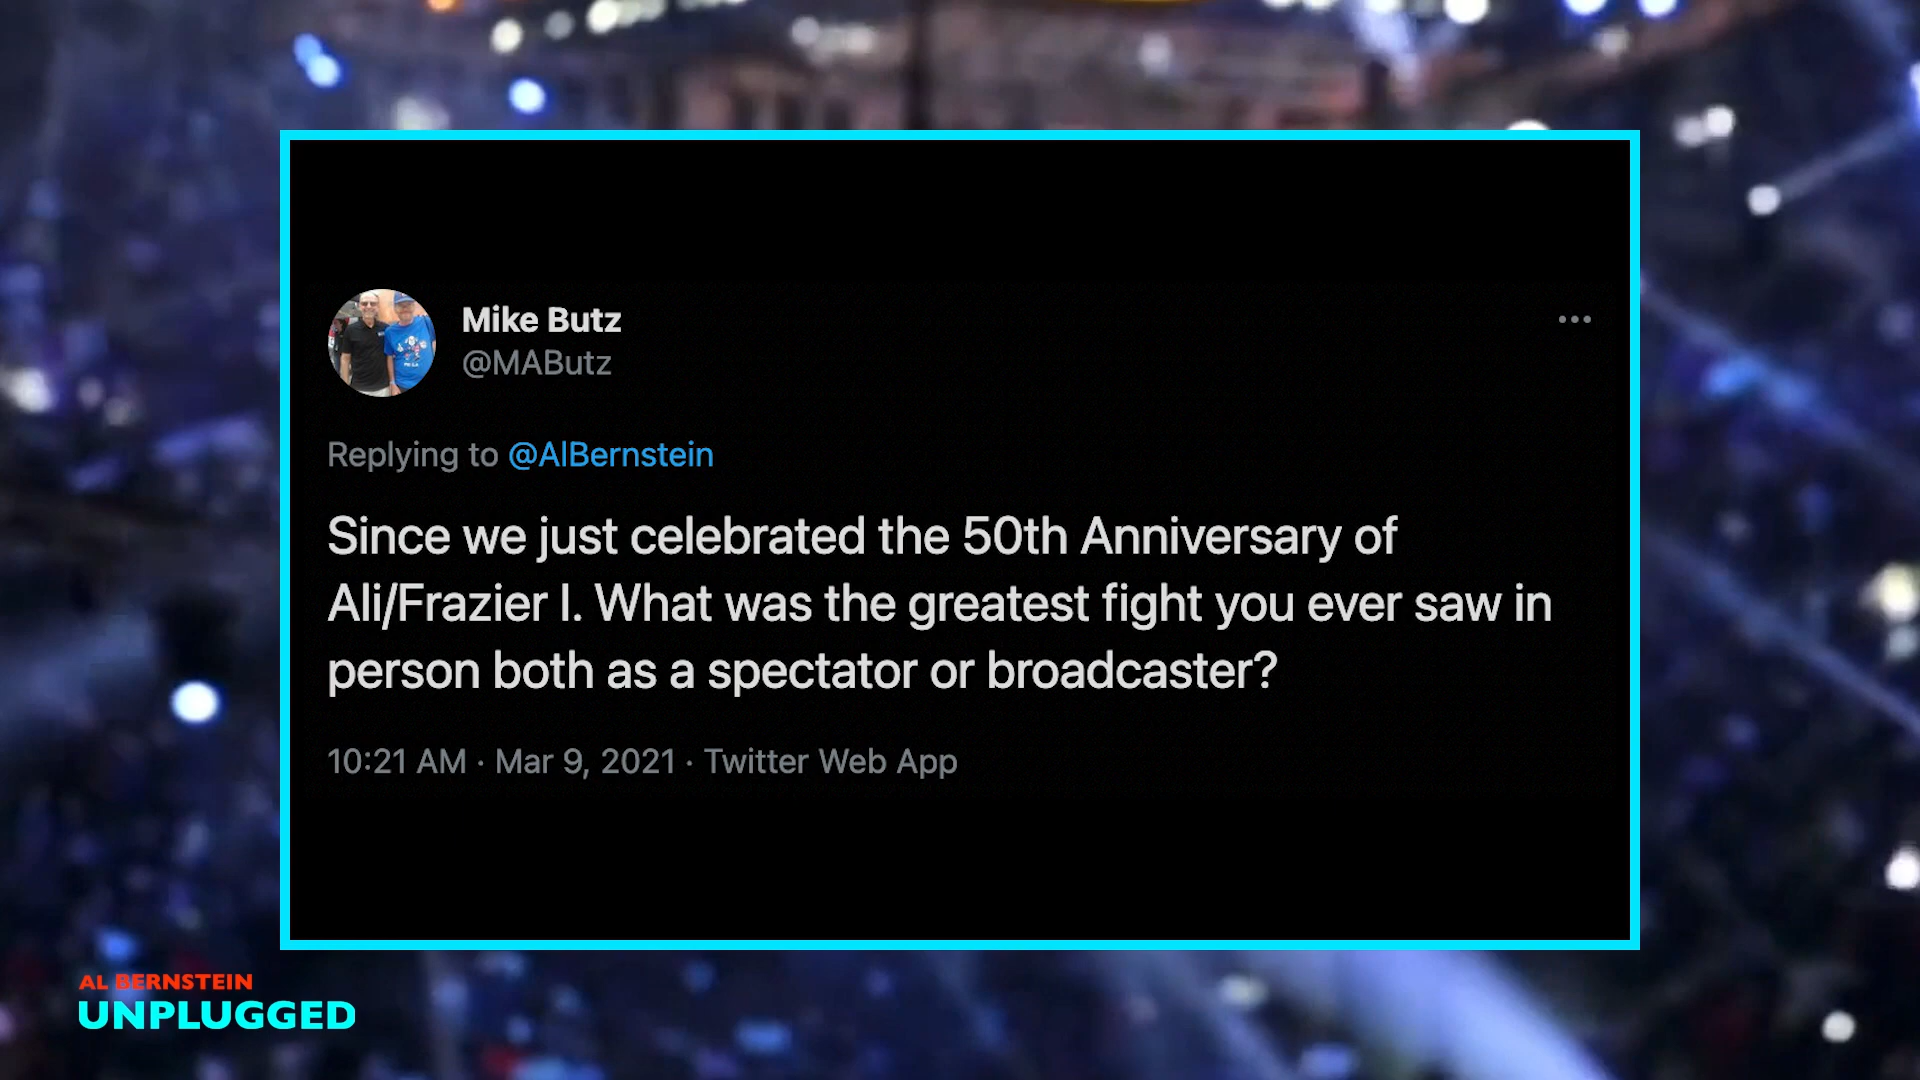 Mike Butz
@MAButz
Replying to @AlBernstein
Since we just celebrated the 50th Anniversary of
Ali/Frazier I. What was the greatest fight you ever saw in
person both as a spectator or broadcaster?
10:21 AM · Mar 9, 2021 · Twitter Web App
AL BERNSTEIN
UNPLUGGED